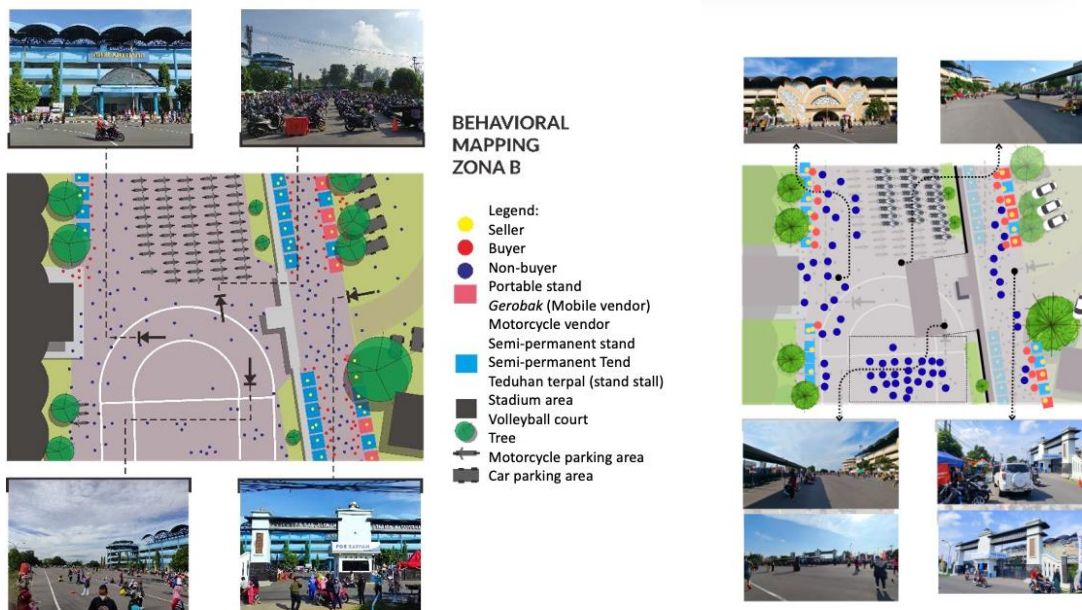 BEHAVIORAL
MAPPING
ZONA B
Legend:
Seller
Buyer
Non-buyer
Portable stand
Gerobak (Mobile vendor)
Motorcycle vendor
Semi-permanent stand
Semi-permanent Tend
Teduhan terpal (stand stall)
Stadium area
Volleyball court
Tree
Motorcycle parking area
Car parking area